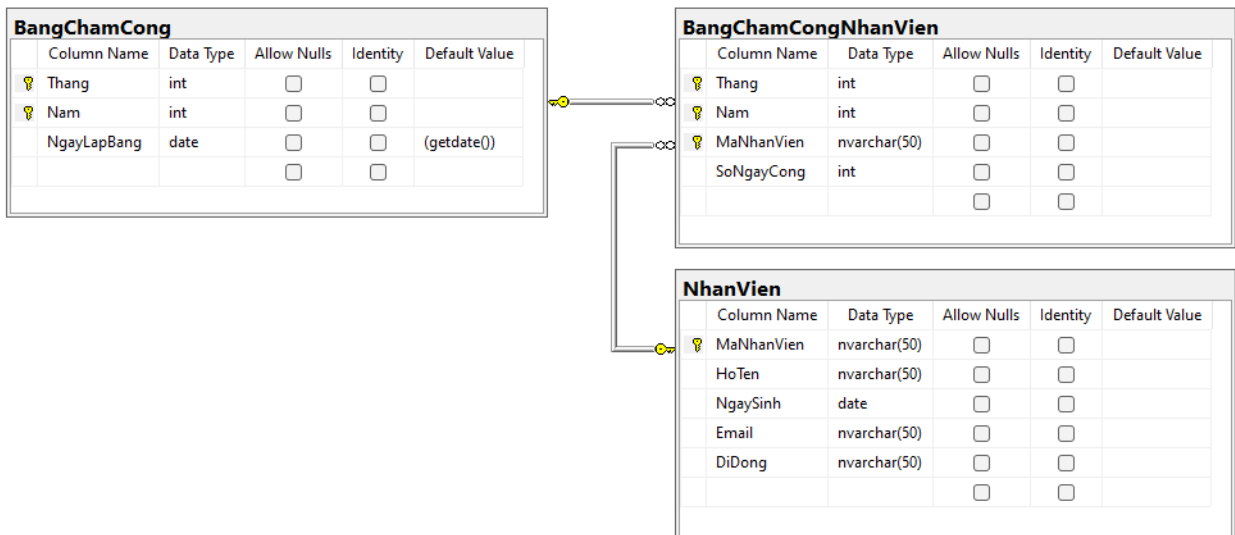 BangChamCong
Column Name Data Type Allow Nulls Identity Default Value
Thang int
Nam int
NgayLapBang date (getdate())
BangChamCongNhanVien
Column Name Data Type Allow Nulls Identity Default Value
Thang int
Nam int
MaNhanVien nvarchar(50)
SoNgayCong int
NhanVien
Column Name Data Type Allow Nulls Identity Default Value
MaNhanVien nvarchar(50)
HoTen nvarchar(50)
NgaySinh date
Email nvarchar(50)
DiDong nvarchar(50)